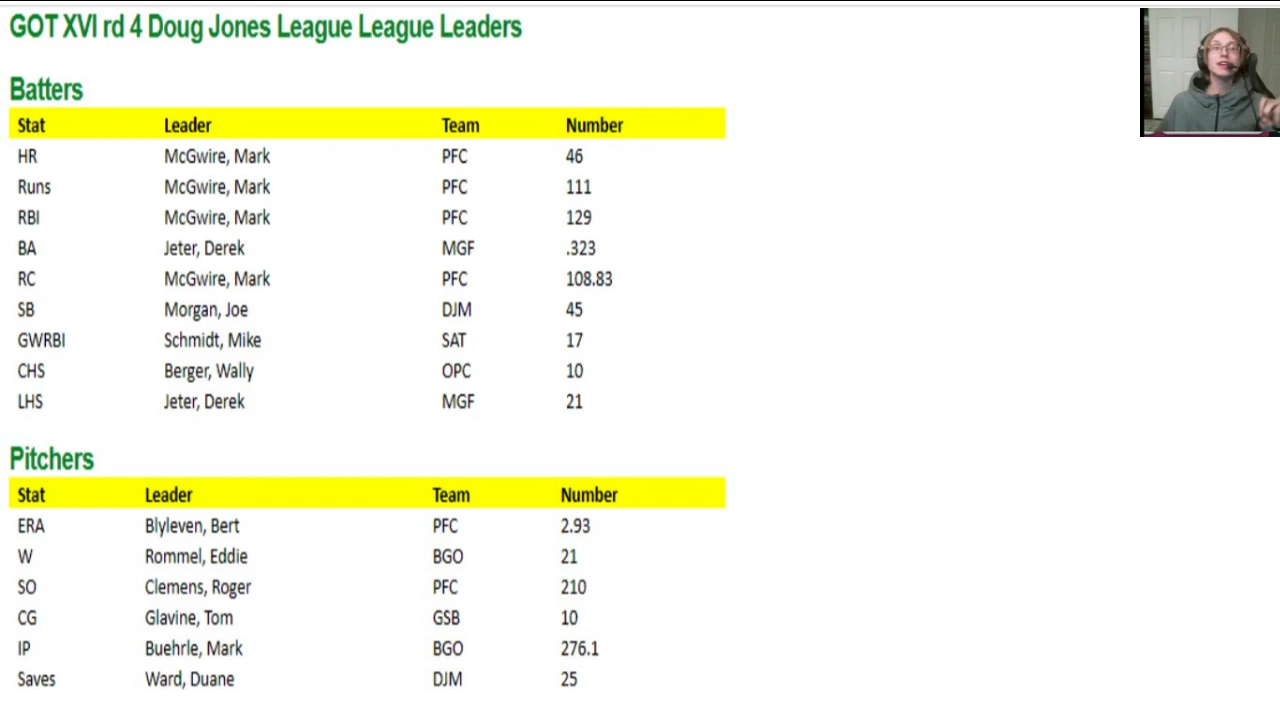 GOT XVI rd 4 Doug Jones League League Leaders
Batters
Stat Leader Team Number
HR McGwire, Mark PFC 46
Runs McGwire, Mark PFC 111
RBI McGwire, Mark PFC 129
BA Jeter, Derek MGF .323
RC McGwire, Mark PFC 108.83
SB Morgan, Joe DJM 45
GWRBI Schmidt, Mike SAT 17
CHS Berger, Wally OPC 10
LHS Jeter, Derek MGF 21
Pitchers
Stat Leader Team Number
ERA Blyleven, Bert PFC 2.93
W Rommel, Eddie BGO 21
SO Clemens, Roger PFC 210
CG Glavine, Tom GSB 10
IP Buehrle, Mark BGO 276.1
Saves Ward, Duane DJM 25